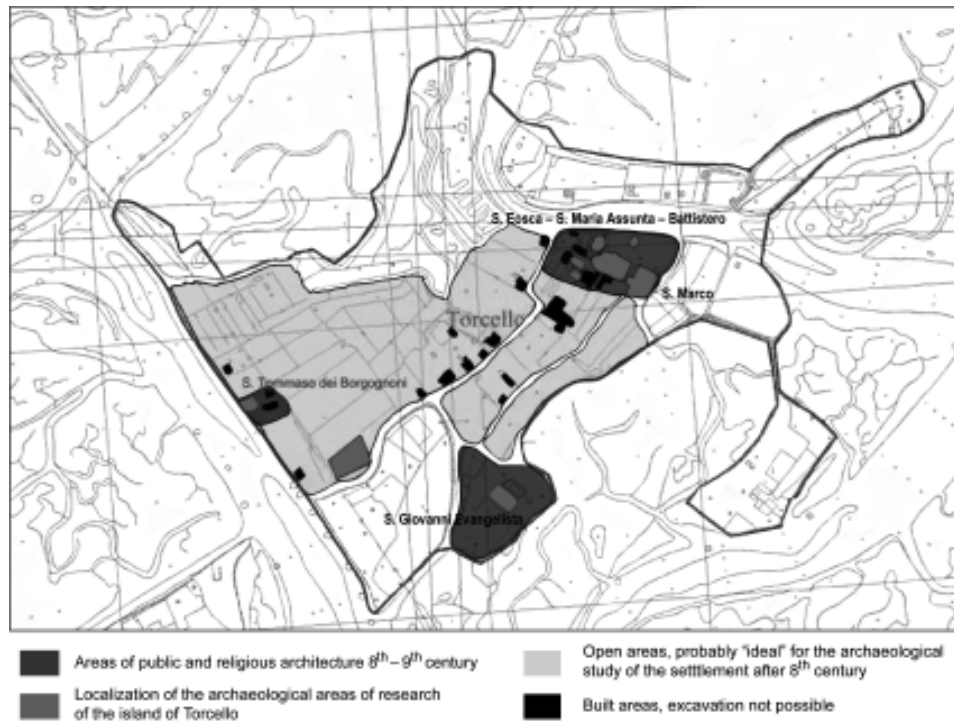 S. Fosca – S. Maria Assunta – Battistero
S. Marco
Torcello
S. Tommaso dei Borgognoni
S. Giovanni Evangelista
Areas of public and religious architecture 8th – 9th century
Localization of the archaeological areas of research
of the island of Torcello
Open areas, probably "ideal" for the archaeological
study of the setttlement after 8th century
Built areas, excavation not possible